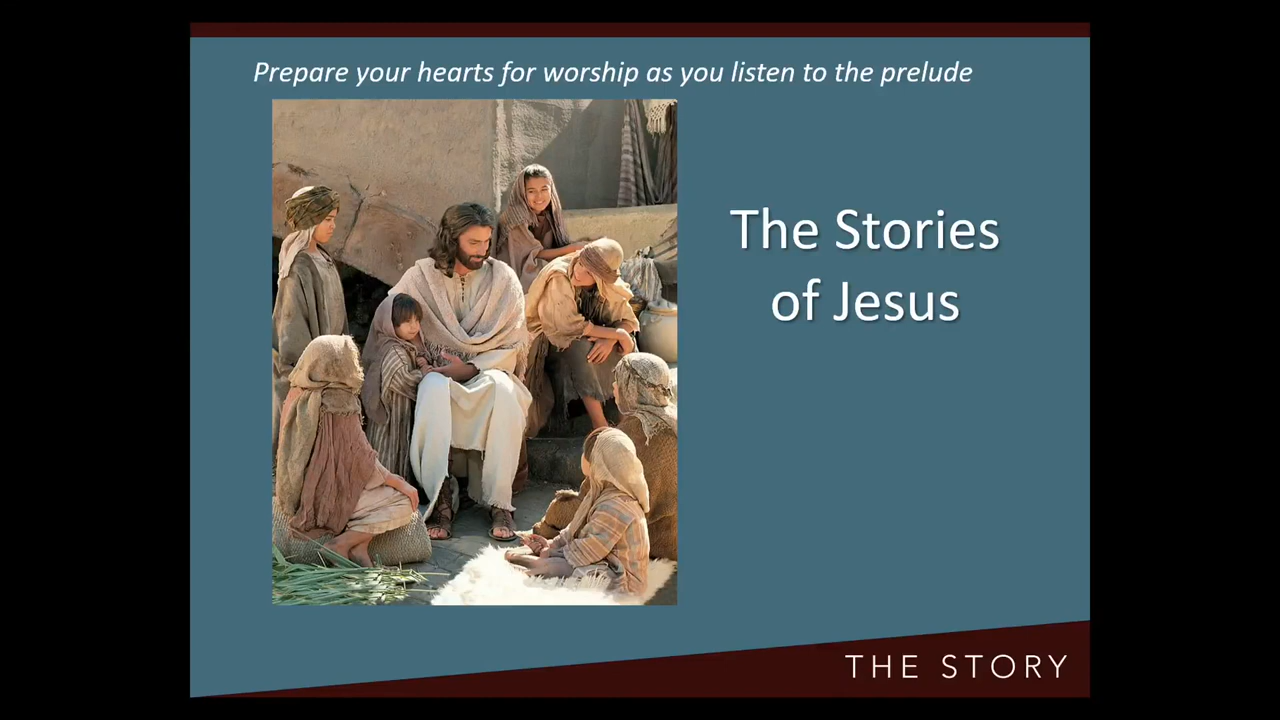 Prepare your hearts for worship as you listen to the prelude
The Stories
of Jesus
THE STORY